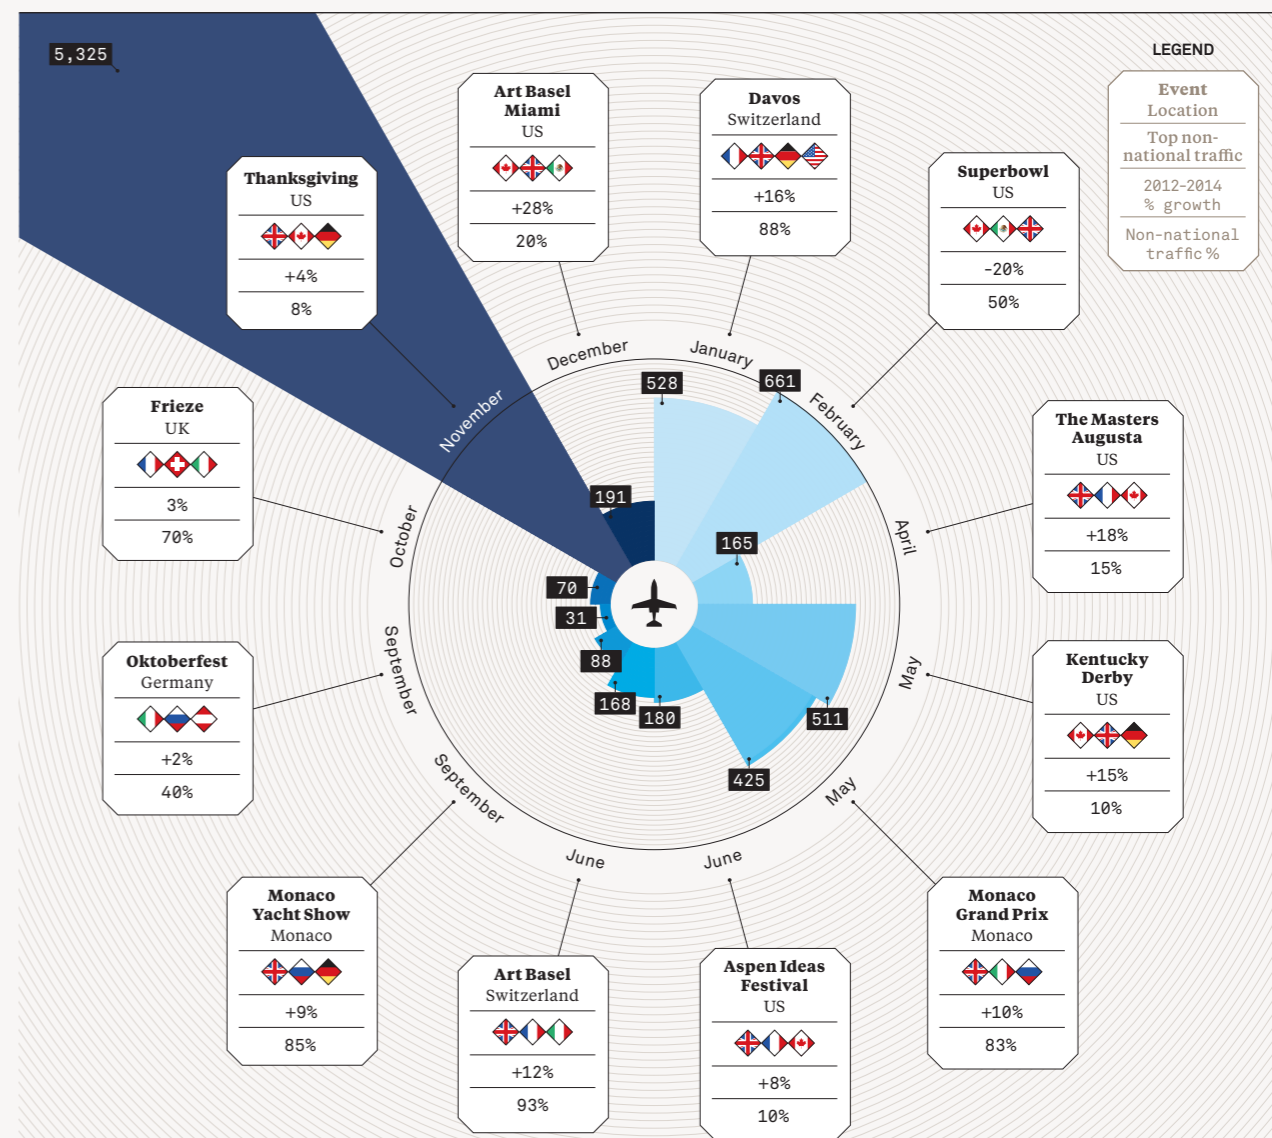 5,325
LEGEND
Event
Location
Top non-
national traffic
2012-2014
% growth
Non-national
traffic %
Art Basel
Miami
US
+28%
20%
Davos
Switzerland
+16%
88%
Thanksgiving
US
+4%
8%
Superbowl
US
-20%
50%
December
January
November
February
528
661
Frieze
UK
3%
70%
The Masters
Augusta
US
+18%
15%
October
April
191
165
70
31
88
168
180
511
425
Oktoberfest
Germany
+2%
40%
September
May
Kentucky
Derby
US
+15%
10%
September
May
June
June
Monaco
Yacht Show
Monaco
+9%
85%
Art Basel
Switzerland
+12%
93%
Aspen Ideas
Festival
US
+8%
10%
Monaco
Grand Prix
Monaco
+10%
83%